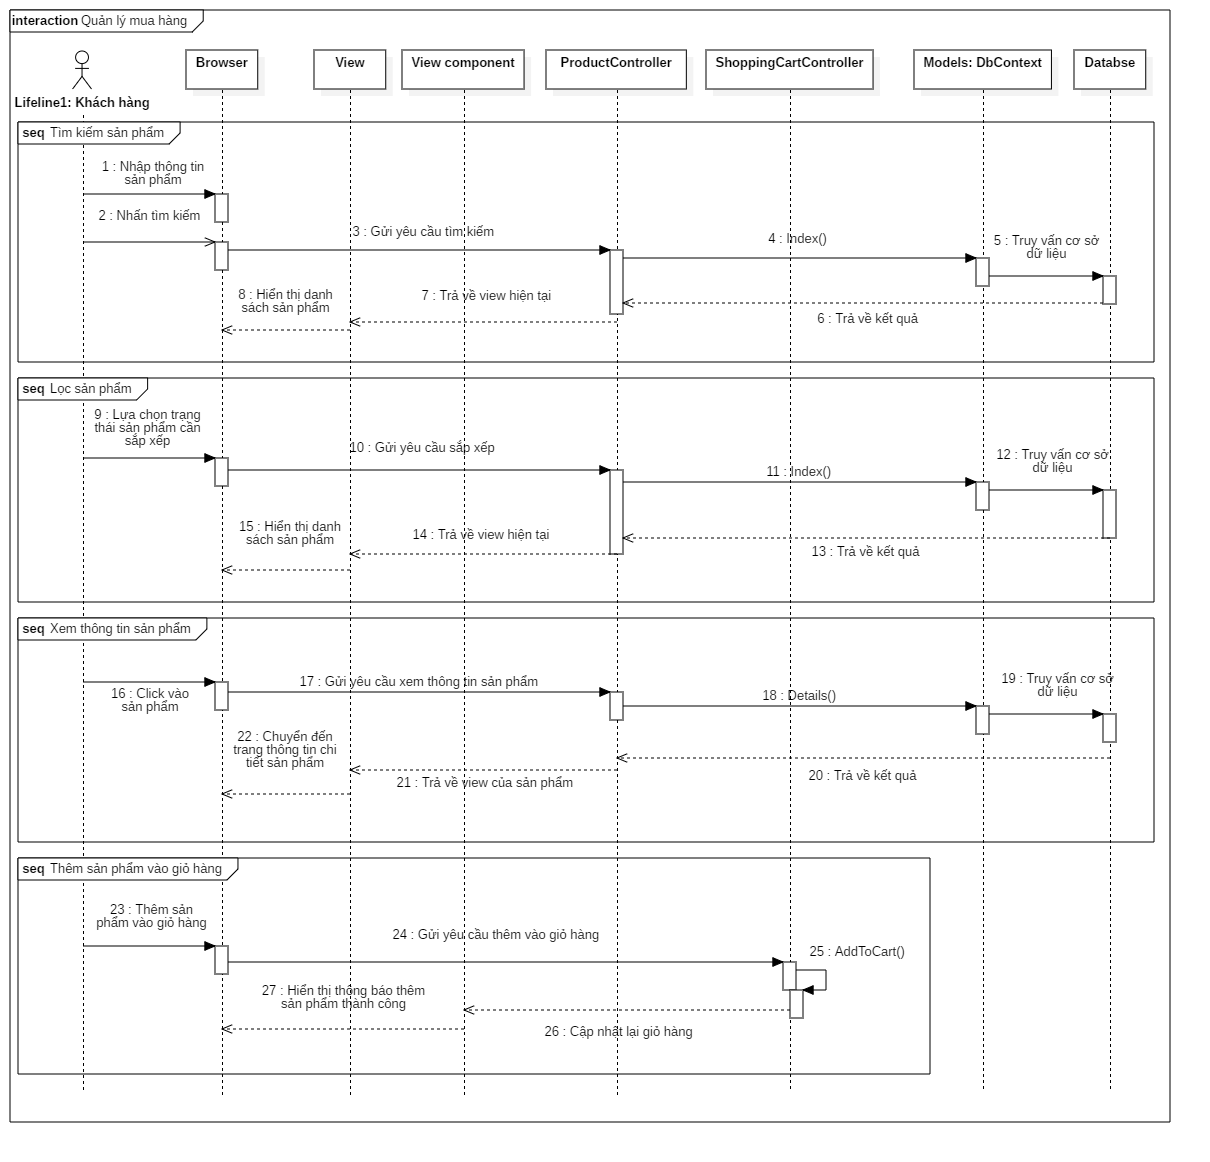 interaction Quản lý mua hàng
Browser
View
View component
ProductController
ShoppingCartController
Models: DbContext
Databse
Lifeline1: Khách hàng
seq Tìm kiếm sản phẩm
1 : Nhập thông tin
sản phẩm
2 : Nhấn tìm kiếm
3 : Gửi yêu cầu tìm kiếm
4 : Index()
5 : Truy vấn cơ sở
dữ liệu
6 : Trả về kết quả
7 : Trả về view hiện tại
8 : Hiển thị danh
sách sản phẩm
seq Lọc sản phẩm
9 : Lựa chọn trạng
thái sản phẩm cần
sắp xếp
10 : Gửi yêu cầu sắp xếp
11 : Index()
12 : Truy vấn cơ sở
dữ liệu
13 : Trả về kết quả
14 : Trả về view hiện tại
15 : Hiển thị danh
sách sản phẩm
seq Xem thông tin sản phẩm
16 : Click vào
sản phẩm
17 : Gửi yêu cầu xem thông tin sản phẩm
18 : Details()
19 : Truy vấn cơ sở
dữ liệu
20 : Trả về kết quả
21 : Trả về view của sản phẩm
22 : Chuyển đến
trang thông tin chi
tiết sản phẩm
seq Thêm sản phẩm vào giỏ hàng
23 : Thêm sản
phẩm vào giỏ hàng
24 : Gửi yêu cầu thêm vào giỏ hàng
25 : AddToCart()
26 : Cập nhật lại giỏ hàng
27 : Hiển thị thông báo thêm
sản phẩm thành công